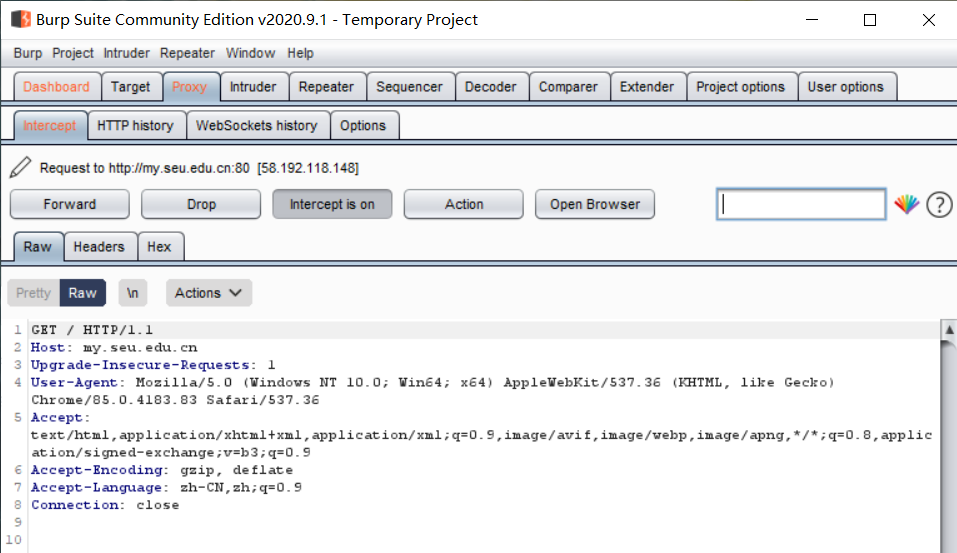 Burp Suite Community Edition v2020.9.1 - Temporary Project
Burp Project Intruder Repeater Window Help
Dashboard Target Proxy Intruder Repeater Sequencer Decoder Comparer Extender Project options User options
Intercept HTTP history WebSockets history Options
Request to http://my.seu.edu.cn:80 [58.192.118.148]
Forward Drop Intercept is on Action Open Browser ?
Raw Headers Hex
Pretty Raw \n Actions
1 GET / HTTP/1.1
2 Host: my.seu.edu.cn
3 Upgrade-Insecure-Requests: 1
4 User-Agent: Mozilla/5.0 (Windows NT 10.0; Win64; x64) AppleWebKit/537.36 (KHTML, like Gecko)
Chrome/85.0.4183.83 Safari/537.36
5 Accept:
text/html,application/xhtml+xml,application/xml;q=0.9,image/avif,image/webp,image/apng,*/*;q=0.8,applic
ation/signed-exchange;v=b3;q=0.9
6 Accept-Encoding: gzip, deflate
7 Accept-Language: zh-CN,zh;q=0.9
8 Connection: close
9
10